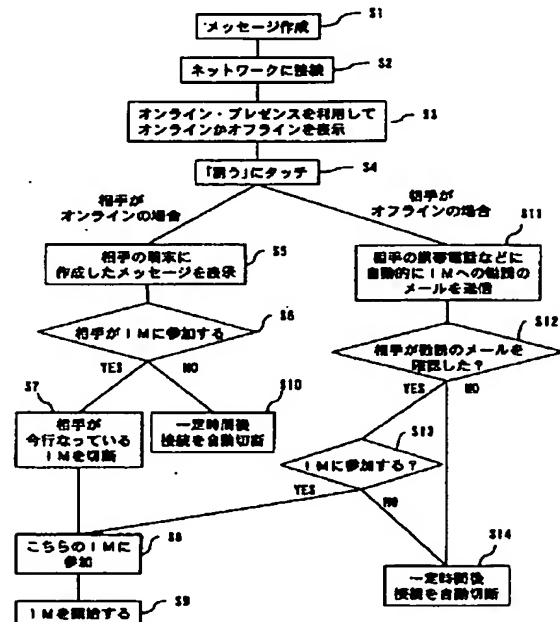 S1
メッセージ作成
S2
ネットワークに接続
S3
オンライン・プレゼンスを利用して
オンラインかオフラインを表示
S4
「誘う」にタッチ
相手が
オンラインの場合
相手が
オフラインの場合
S5
相手の端末に
作成したメッセージを表示
S11
相手の携帯電話などに
自動的にIMへの勧誘の
メールを送信
S6
相手がIMに参加する
S12
相手が勧誘のメールを
確認した?
YES
NO
YES
NO
S7
相手が
今行なっている
IMを切断
S10
一定時間後
接続を自動切断
S13
IMに参加する?
YES
NO
S8
こちらのIMに
参加
S14
一定時間後
接続を自動切断
S9
IMを開始する